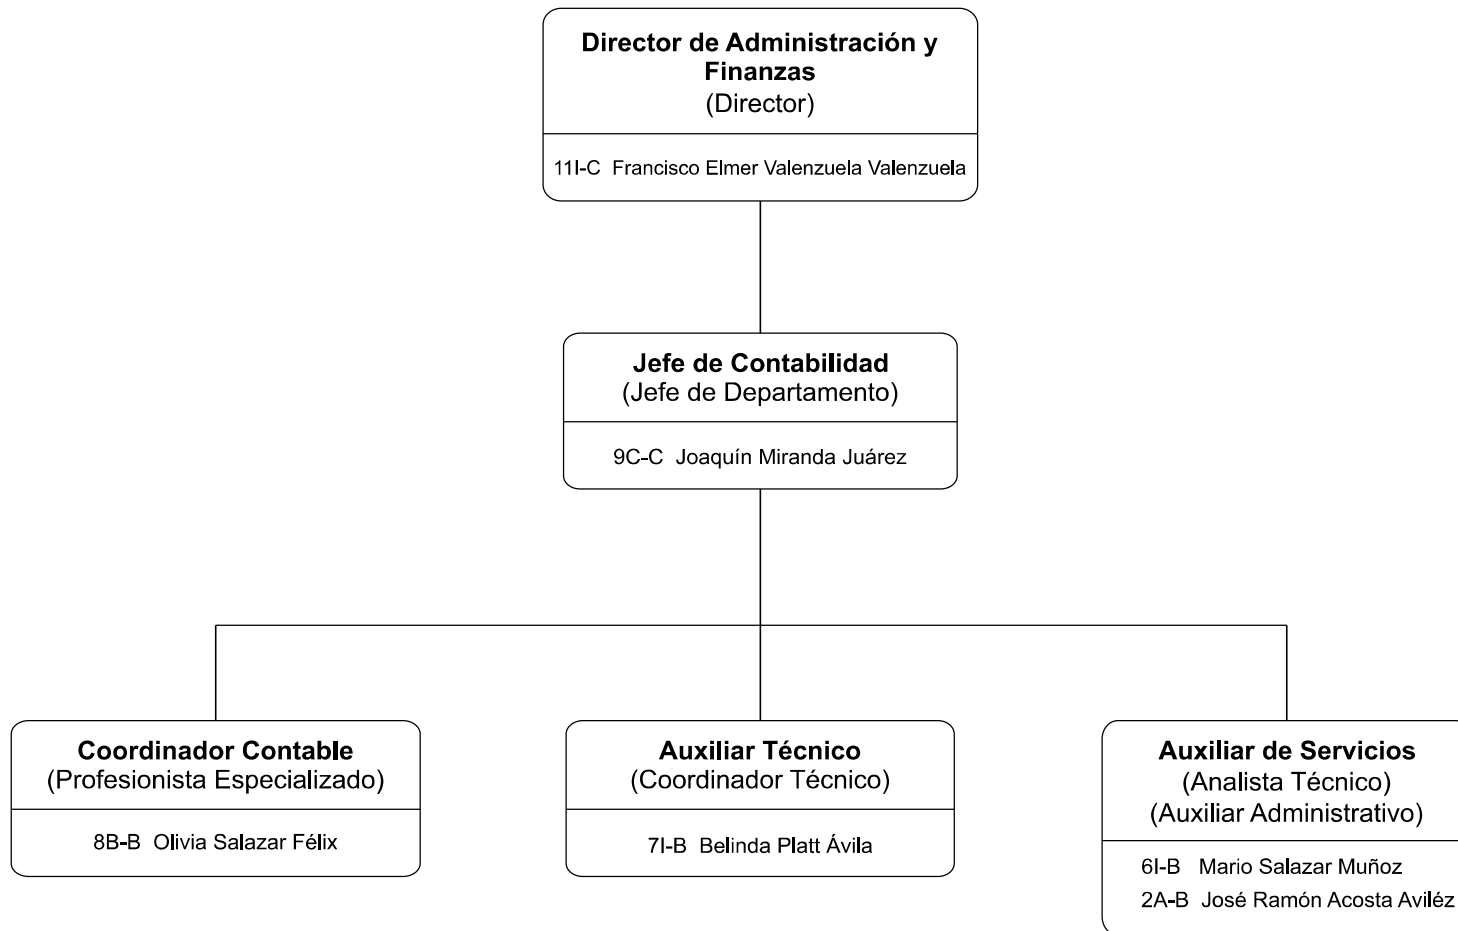 Director de Administración y
Finanzas
(Director)
11I-C Francisco Elmer Valenzuela Valenzuela
Jefe de Contabilidad
(Jefe de Departamento)
9C-C Joaquín Miranda Juárez
Coordinador Contable
(Profesionista Especializado)
8B-B Olivia Salazar Félix
Auxiliar Técnico
(Coordinador Técnico)
7I-B Belinda Platt Ávila
Auxiliar de Servicios
(Analista Técnico)
(Auxiliar Administrativo)
6I-B Mario Salazar Muñoz
2A-B José Ramón Acosta Aviléz